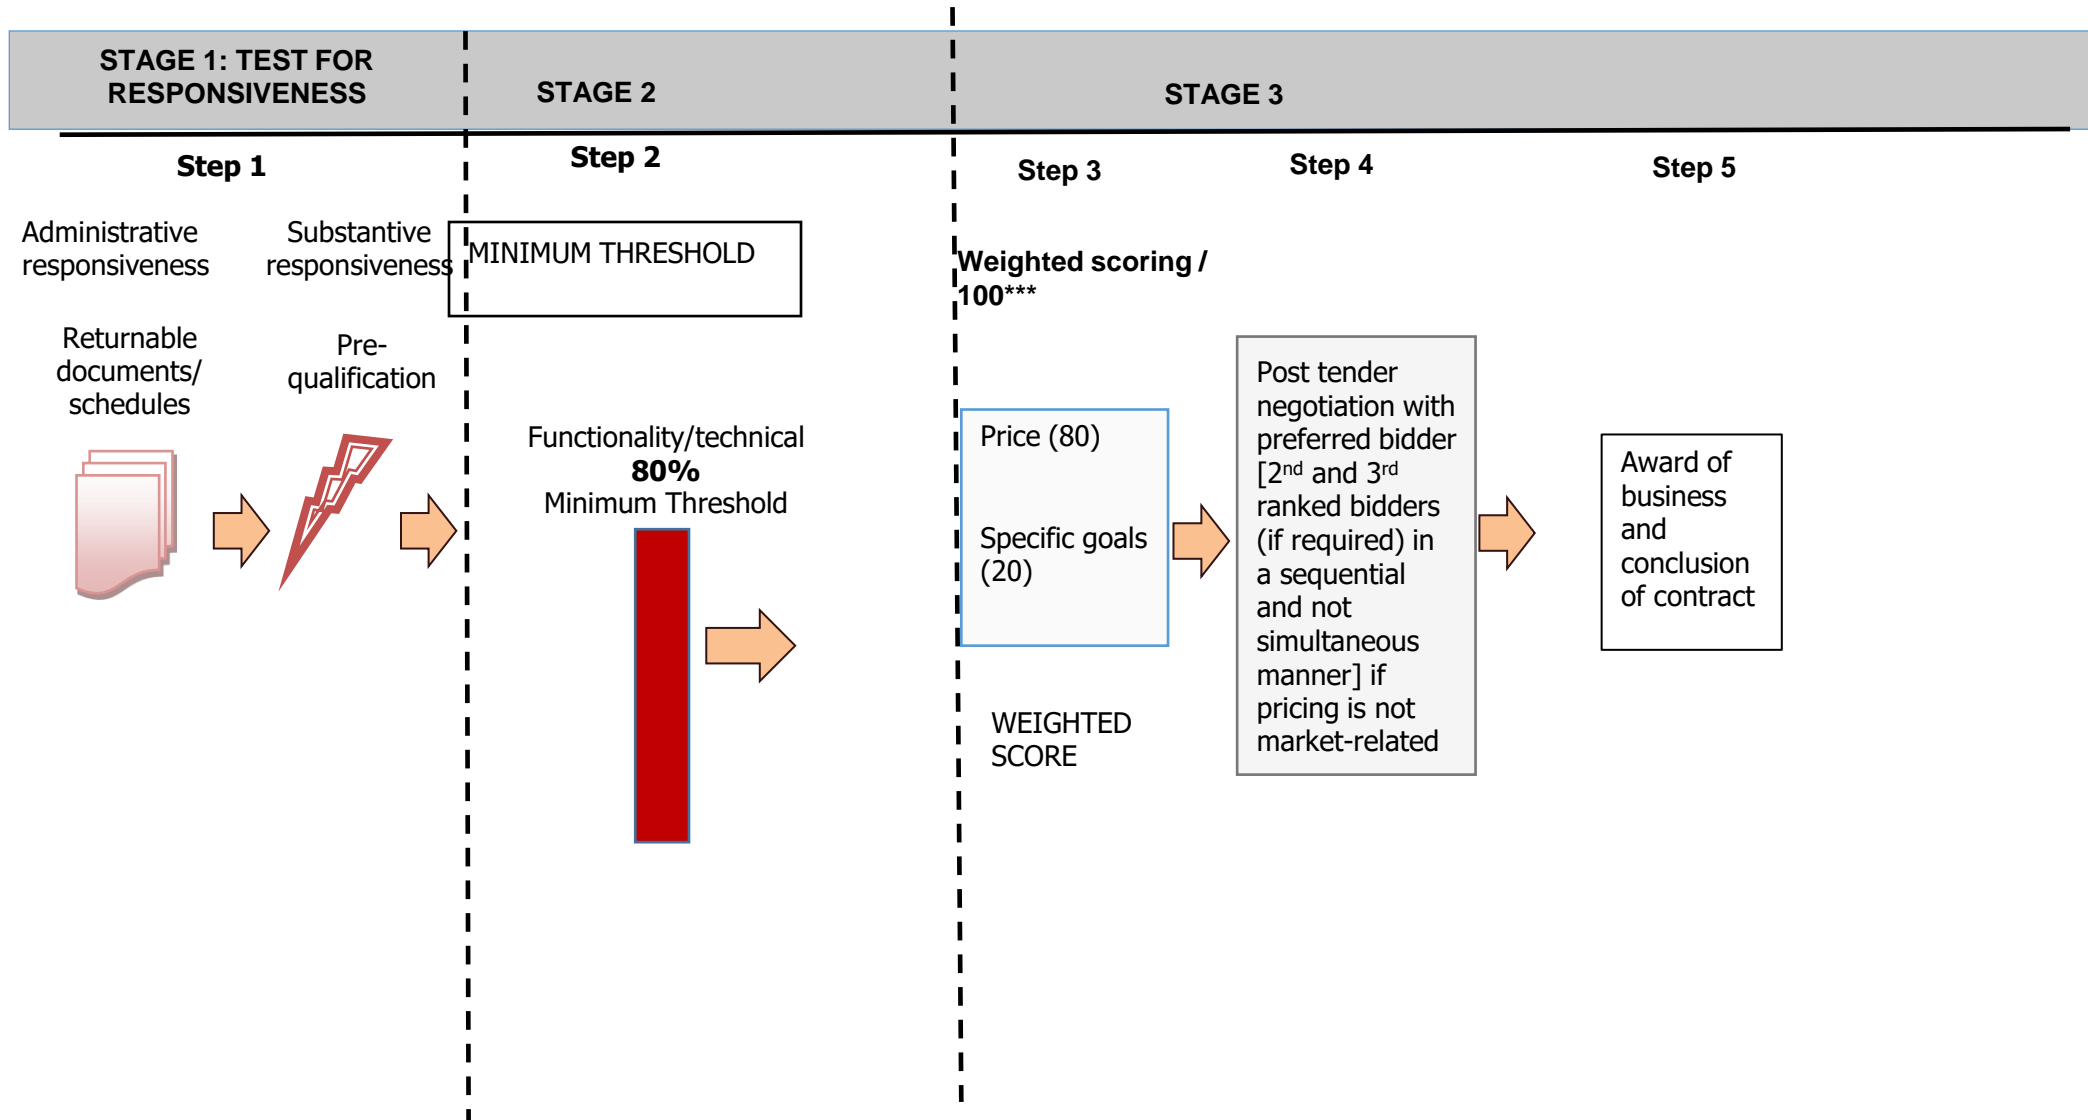 STAGE 1: TEST FOR
RESPONSIVENESS
STAGE 2
STAGE 3
Step 1
Step 2
Step 3
Step 4
Step 5
Administrative
responsiveness
Substantive
responsiveness
MINIMUM THRESHOLD
Weighted scoring /
100***
Returnable
documents/
schedules
Pre-
qualification
Functionality/technical
80%
Minimum Threshold
Price (80)
Specific goals
(20)
WEIGHTED
SCORE
Post tender
negotiation with
preferred bidder
[2nd and 3rd
ranked bidders
(if required) in
a sequential
and not
simultaneous
manner] if
pricing is not
market-related
Award of
business
and
conclusion
of contract